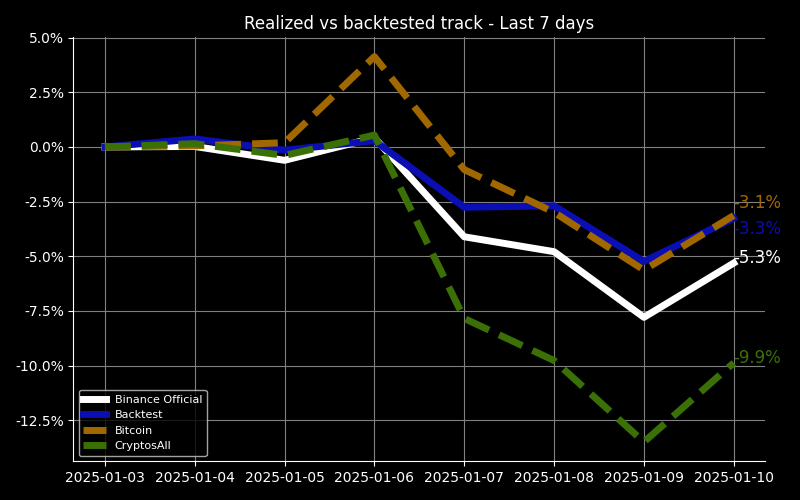 Realized vs backtested track - Last 7 days
5.0%
2.5%
0.0%
-2.5%
-5.0%
-7.5%
-10.0%
-12.5%
-3.1%
-3.3%
-5.3%
-9.9%
Binance Official
Backtest
Bitcoin
CryptosAll
2025-01-03 2025-01-04 2025-01-05 2025-01-06 2025-01-07 2025-01-08 2025-01-09 2025-01-10